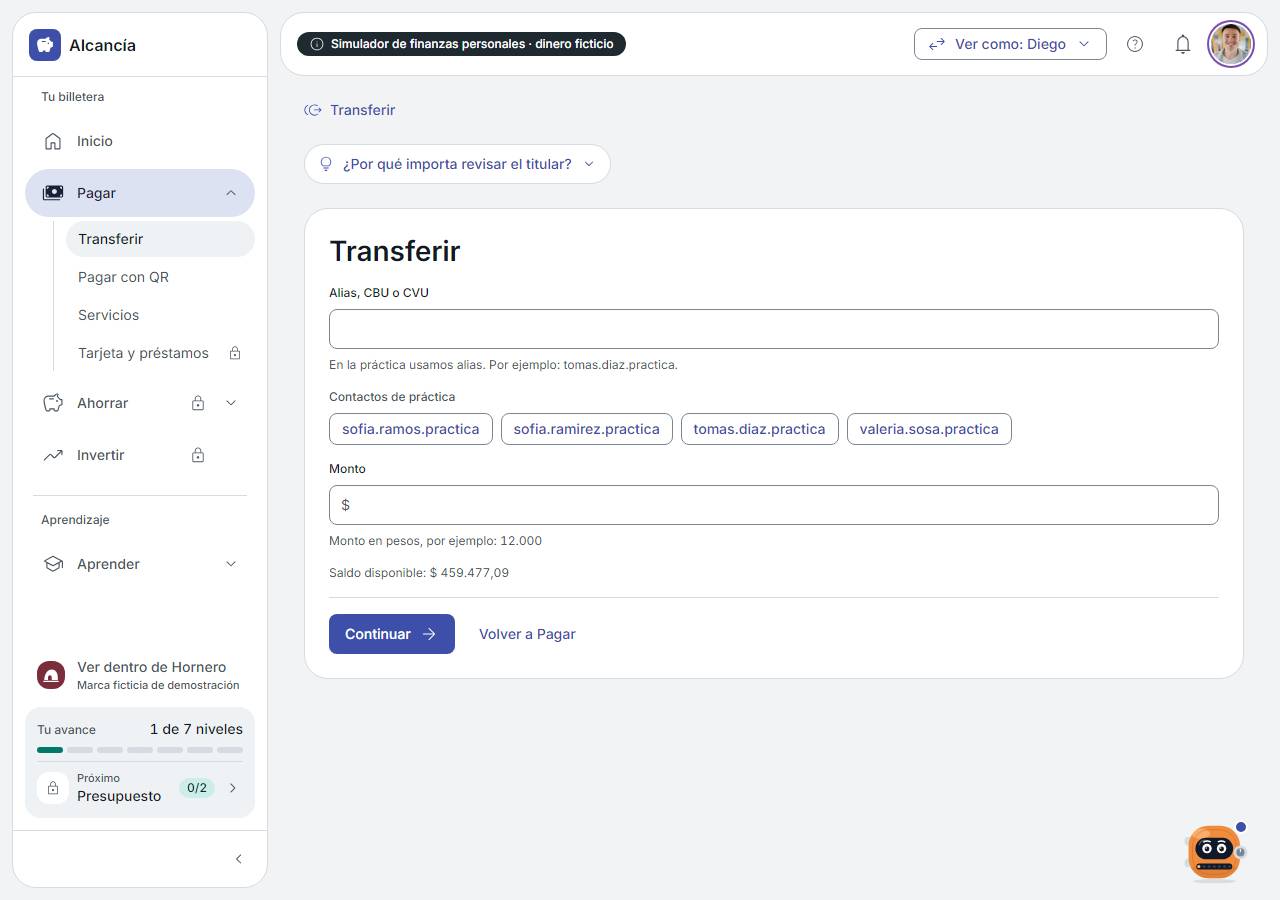 Alcancía
Tu billetera
Inicio
Pagar
Transferir
Pagar con QR
Servicios
Tarjeta y préstamos
Ahorrar
Invertir
Aprendizaje
Aprender
Ver dentro de Hornero
Marca ficticia de demostración
Tu avance 1 de 7 niveles
Próximo
Presupuesto 0/2
Simulador de finanzas personales · dinero ficticio
Ver como: Diego
Transferir
¿Por qué importa revisar el titular?
Transferir
Alias, CBU o CVU
En la práctica usamos alias. Por ejemplo: tomas.diaz.practica.
Contactos de práctica
sofia.ramos.practica sofia.ramirez.practica tomas.diaz.practica valeria.sosa.practica
Monto
$
Monto en pesos, por ejemplo: 12.000
Saldo disponible: $ 459.477,09
Continuar Volver a Pagar